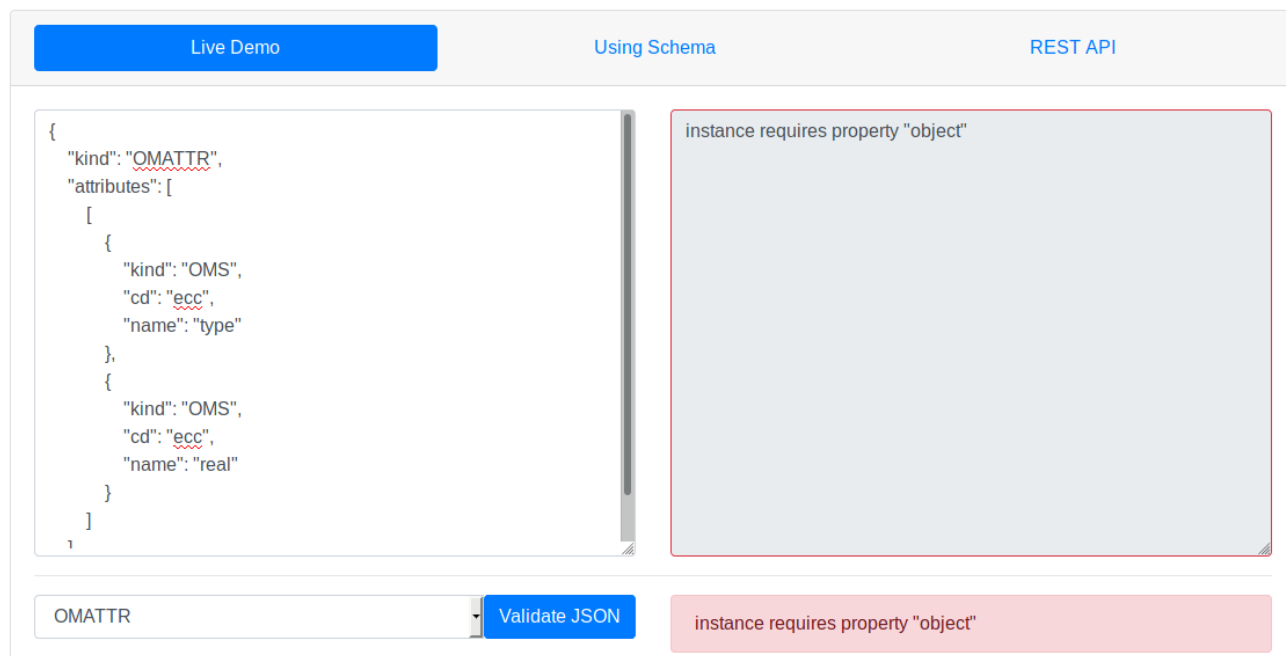 Live Demo
Using Schema
REST API
{
"kind": "OMATTR",
"attributes": [
[
{
"kind": "OMS",
"cd": "ecc",
"name": "type"
},
{
"kind": "OMS",
"cd": "ecc",
"name": "real"
}
]
]
instance requires property "object"
OMATTR
Validate JSON
instance requires property "object"